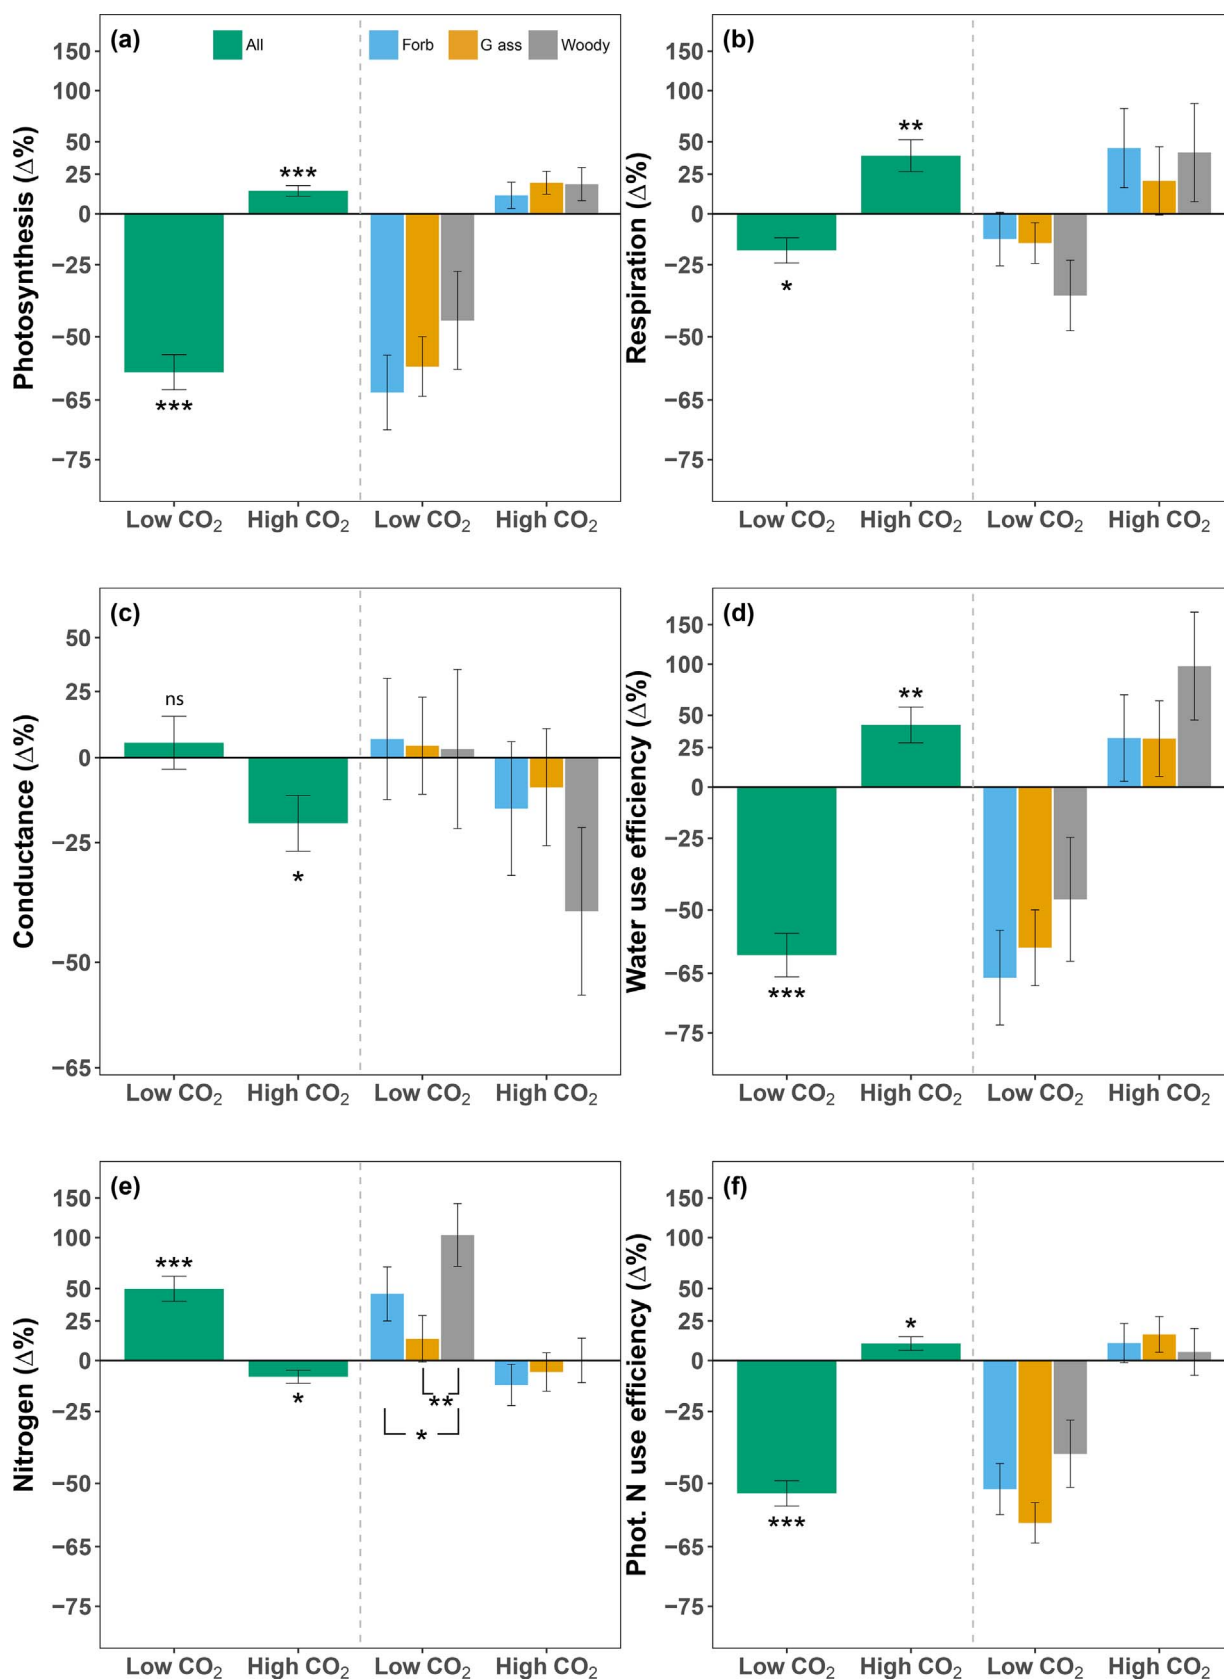 (a)
All
Forb
G ass
Woody
Photosynthesis (Δ%)
150
100
50
25
0
−25
−50
−65
−75
***
***
Low CO₂
High CO₂
Low CO₂
High CO₂
(b)
Respiration (Δ%)
150
100
50
25
0
−25
−50
−65
−75
*
**
Low CO₂
High CO₂
Low CO₂
High CO₂
(c)
Conductance (Δ%)
50
25
0
−25
−50
−65
ns
*
Low CO₂
High CO₂
Low CO₂
High CO₂
(d)
Water use efficiency (Δ%)
150
100
50
25
0
−25
−50
−65
−75
***
**
Low CO₂
High CO₂
Low CO₂
High CO₂
(e)
Nitrogen (Δ%)
150
100
50
25
0
−25
−50
−65
−75
***
*
**
*
Low CO₂
High CO₂
Low CO₂
High CO₂
(f)
Phot. N use efficiency (Δ%)
150
100
50
25
0
−25
−50
−65
−75
***
*
Low CO₂
High CO₂
Low CO₂
High CO₂